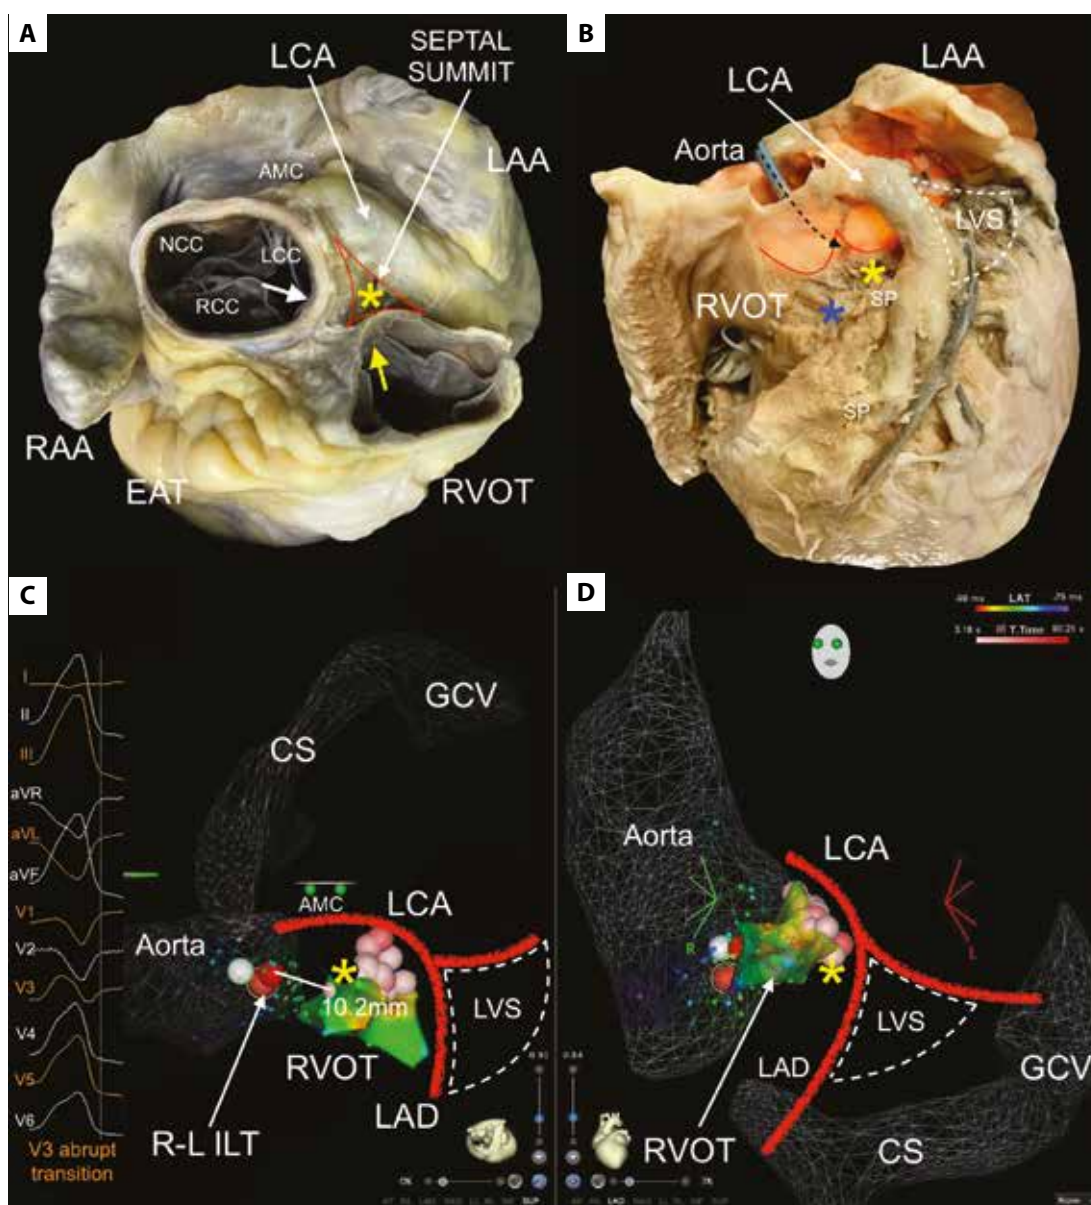 A
LCA
SEPTAL
SUMMIT
LAA
AMC
NCC
LCC
RCC
RAA
EAT
RVOT
B
LAA
LCA
Aorta
LVS
RVOT
SP
SP
C
I
II
III
aVR
aVL
aVF
V1
V2
V3
V4
V5
V6
V3 abrupt
transition
GCV
CS
AMC
LCA
Aorta
10.2mm
LVS
RVOT
LAD
R-L ILT
D
LAT
T.Time
Aorta
LCA
R
L
LVS
GCV
LAD
RVOT
CS